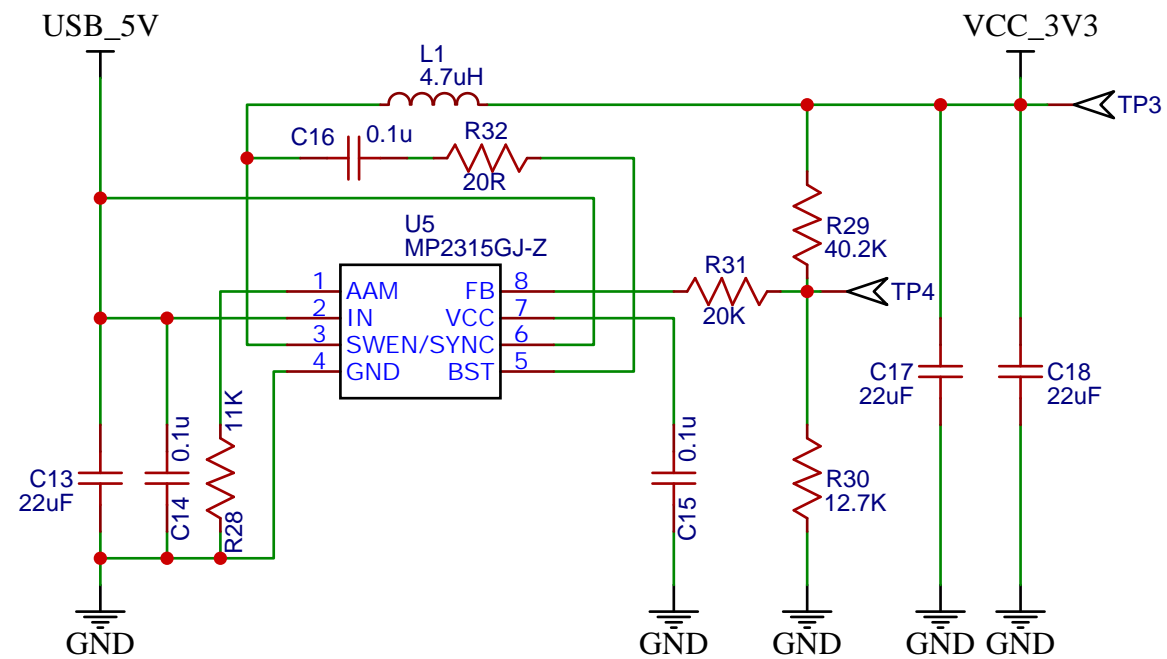 USB_5V
VCC_3V3
L1
4.7uH
TP3
C16
0.1u
R32
20R
U5
MP2315GJ-Z
R29
40.2K
R31
20K
TP4
1
AAM
FB
8
2
IN
VCC
7
3
SWEN/SYNC
6
4
GND
BST
5
C17
22uF
C18
22uF
11K
0.1u
0.1u
C13
22uF
C14
R28
C15
R30
12.7K
GND
GND
GND
GND
GND